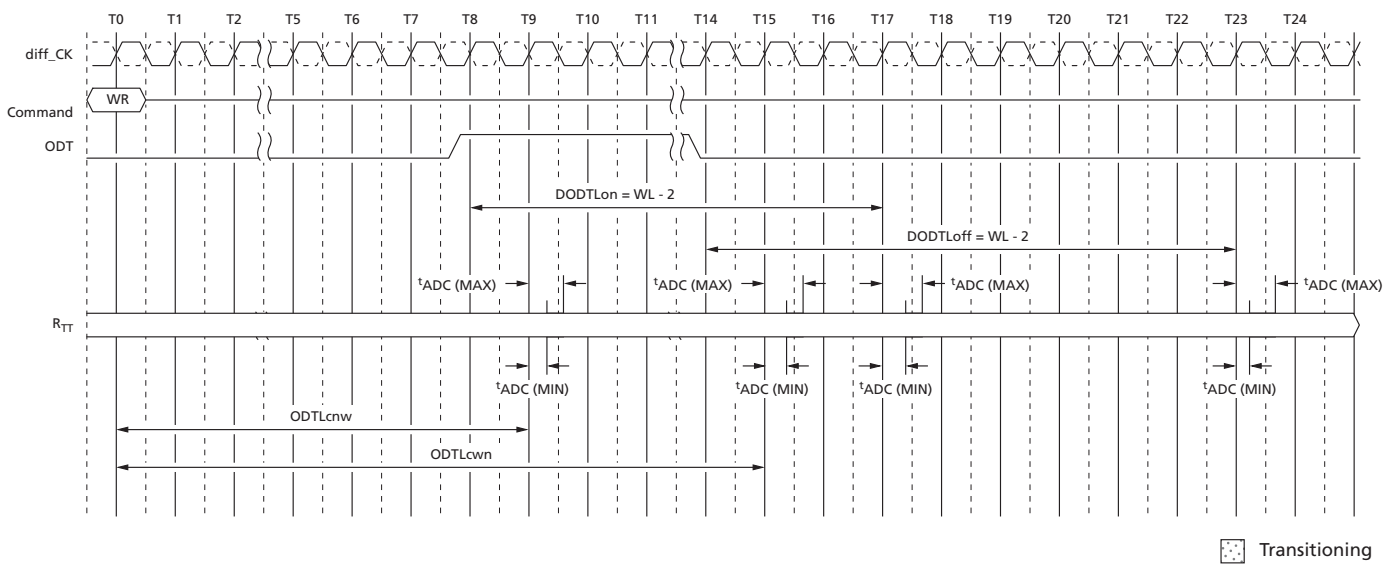 T0 T1 T2 T5 T6 T7 T8 T9 T10 T11 T14 T15 T16 T17 T18 T19 T20 T21 T22 T23 T24
diff_CK
WR
Command
ODT
DODTLon = WL - 2
DODTLoff = WL - 2
tADC (MAX) tADC (MAX) tADC (MAX) tADC (MAX)
RTT
tADC (MIN) tADC (MIN) tADC (MIN) tADC (MIN)
ODTLcnw
ODTLcwn
Transitioning